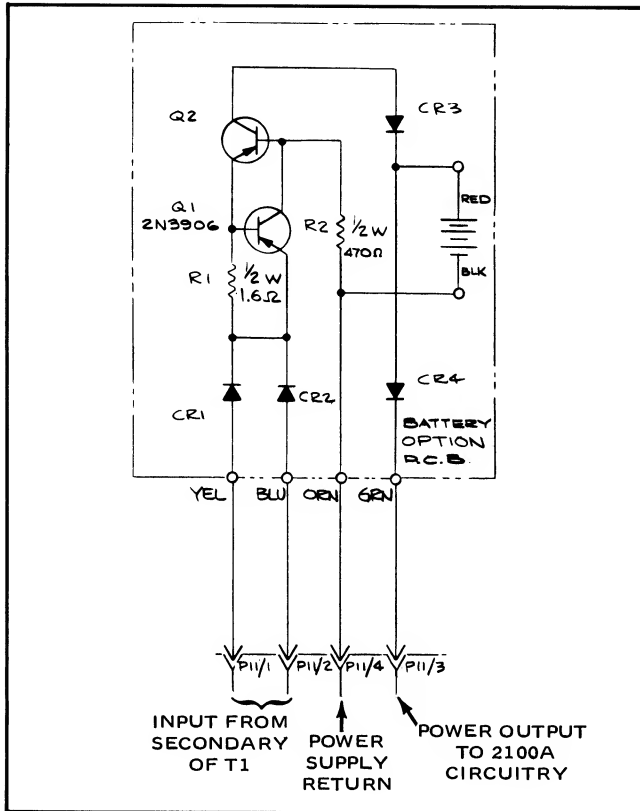 Q2
CR3
Q1
2N3906
RED
R2
½ W
470Ω
R1
½ W
1.6Ω
BLK
CR1
CR2
CR4
BATTERY
OPTION
P.C.B.
YEL
BLU
ORN
GRN
P11/1
P11/2
P11/4
P11/3
INPUT FROM
SECONDARY
OF T1
POWER
SUPPLY
RETURN
POWER OUTPUT
TO 2100A
CIRCUITRY